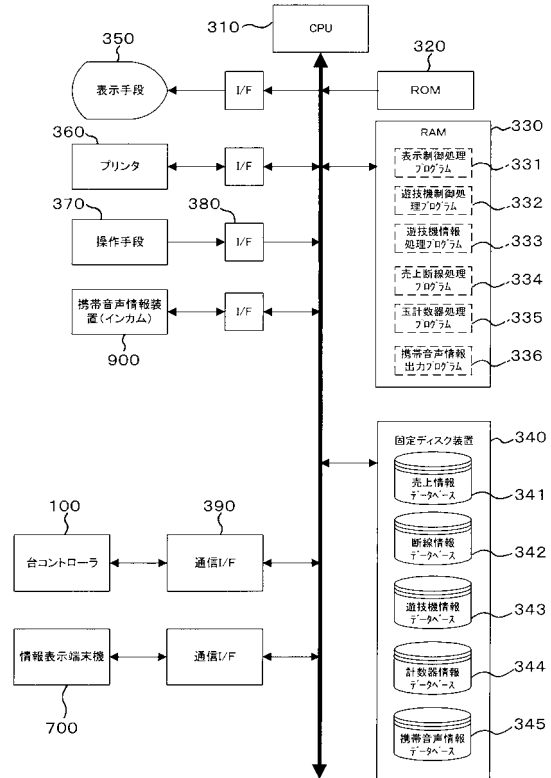 310
CPU
350
表示手段
I/F
320
ROM
360
プリンタ
I/F
RAM
330
表示制御処理
プログラム
331
遊技機制御処
理プログラム
332
遊技機情報
処理プログラム
333
売上断線処理
プログラム
334
玉計数器処理
プログラム
335
携帯音声情報
出力プログラム
336
370
操作手段
380
I/F
携帯音声情報
装置(インカム)
900
I/F
固定ディスク装置
340
売上情報
データベース
341
断線情報
データベース
342
遊技機情報
データベース
343
計数器情報
データベース
344
携帯音声情報
データベース
345
100
台コントローラ
390
通信I/F
情報表示端末機
700
通信I/F